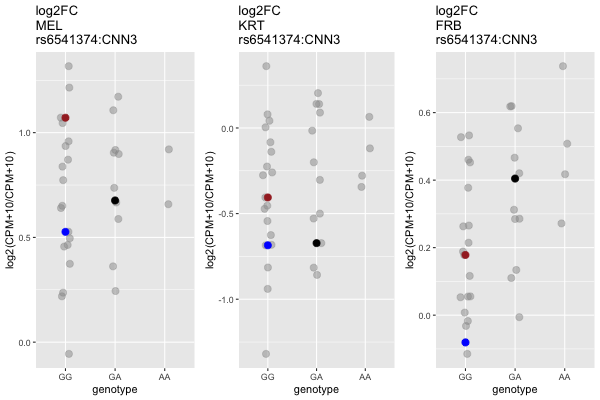 log2FC
MEL
rs6541374:CNN3
log2(CPM+10/CPM+10)
1.0
0.5
0.0
GG GA AA
genotype
log2FC
KRT
rs6541374:CNN3
log2(CPM+10/CPM+10)
0.0
-0.5
-1.0
GG GA AA
genotype
log2FC
FRB
rs6541374:CNN3
log2(CPM+10/CPM+10)
0.6
0.4
0.2
0.0
GG GA AA
genotype